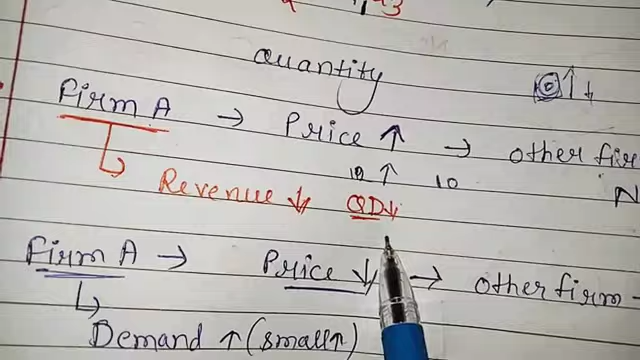 Quantity
Firm A → Price ↑ → other fir
10 ↑ 10
Revenue ↓ QD↓ N
Firm A → Price ↓ → other firm -
Demand ↑ (small↑)